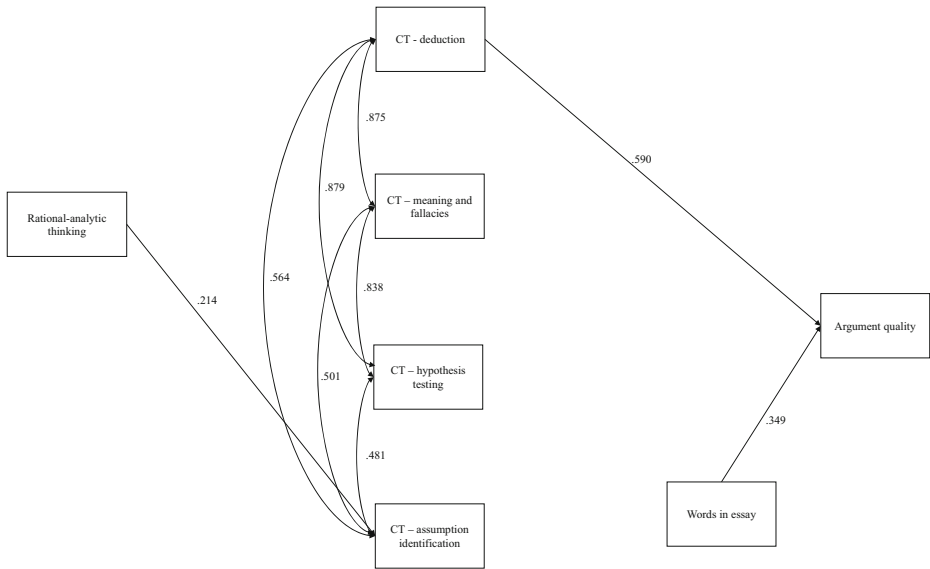 CT - deduction
.875
.590
.879
CT – meaning and
fallacies
Rational-analytic
thinking
.564
.838
.214
Argument quality
.501
CT – hypothesis
testing
.349
.481
Words in essay
CT – assumption
identification